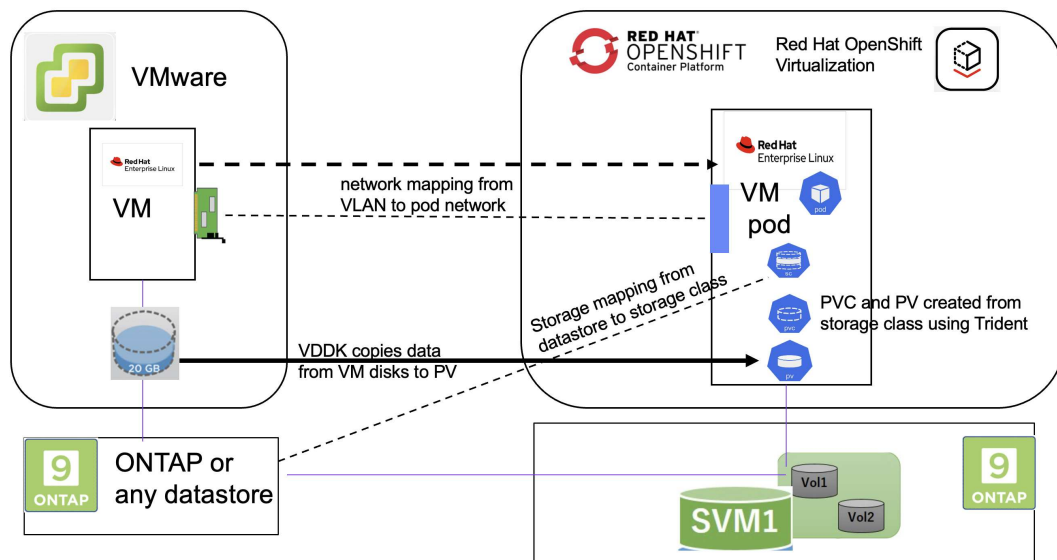 VMware
RED HAT®
OPENSHIFT
Container Platform
Red Hat OpenShift
Virtualization
Red Hat
Enterprise Linux
VM
network mapping from
VLAN to pod network
Red Hat
Enterprise Linux
VM
pod
pod
sc
Storage mapping from
datastore to storage class
pvc
PVC and PV created from
storage class using Trident
20 GB
VDDK copies data
from VM disks to PV
pv
9
ONTAP
ONTAP or
any datastore
SVM1
Vol1
Vol2
9
ONTAP